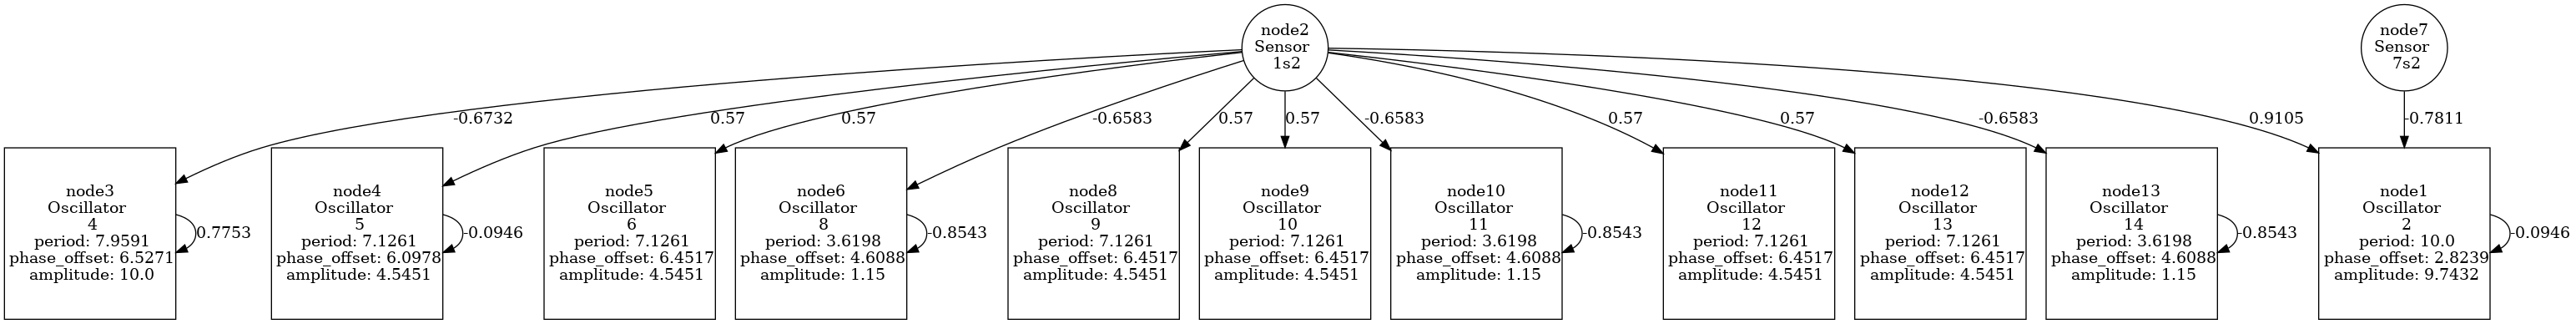 node2
Sensor
1s2
node7
Sensor
7s2
-0.6732
0.57
0.57
-0.6583
0.57
0.57
-0.6583
0.57
0.57
-0.6583
0.9105
-0.7811
node3
Oscillator
4
period: 7.9591
phase_offset: 6.5271
amplitude: 10.0
0.7753
node4
Oscillator
5
period: 7.1261
phase_offset: 6.0978
amplitude: 4.5451
-0.0946
node5
Oscillator
6
period: 7.1261
phase_offset: 6.4517
amplitude: 4.5451
node6
Oscillator
8
period: 3.6198
phase_offset: 4.6088
amplitude: 1.15
-0.8543
node8
Oscillator
9
period: 7.1261
phase_offset: 6.4517
amplitude: 4.5451
node9
Oscillator
10
period: 7.1261
phase_offset: 6.4517
amplitude: 4.5451
node10
Oscillator
11
period: 3.6198
phase_offset: 4.6088
amplitude: 1.15
-0.8543
node11
Oscillator
12
period: 7.1261
phase_offset: 6.4517
amplitude: 4.5451
node12
Oscillator
13
period: 7.1261
phase_offset: 6.4517
amplitude: 4.5451
node13
Oscillator
14
period: 3.6198
phase_offset: 4.6088
amplitude: 1.15
-0.8543
node1
Oscillator
2
period: 10.0
phase_offset: 2.8239
amplitude: 9.7432
-0.0946